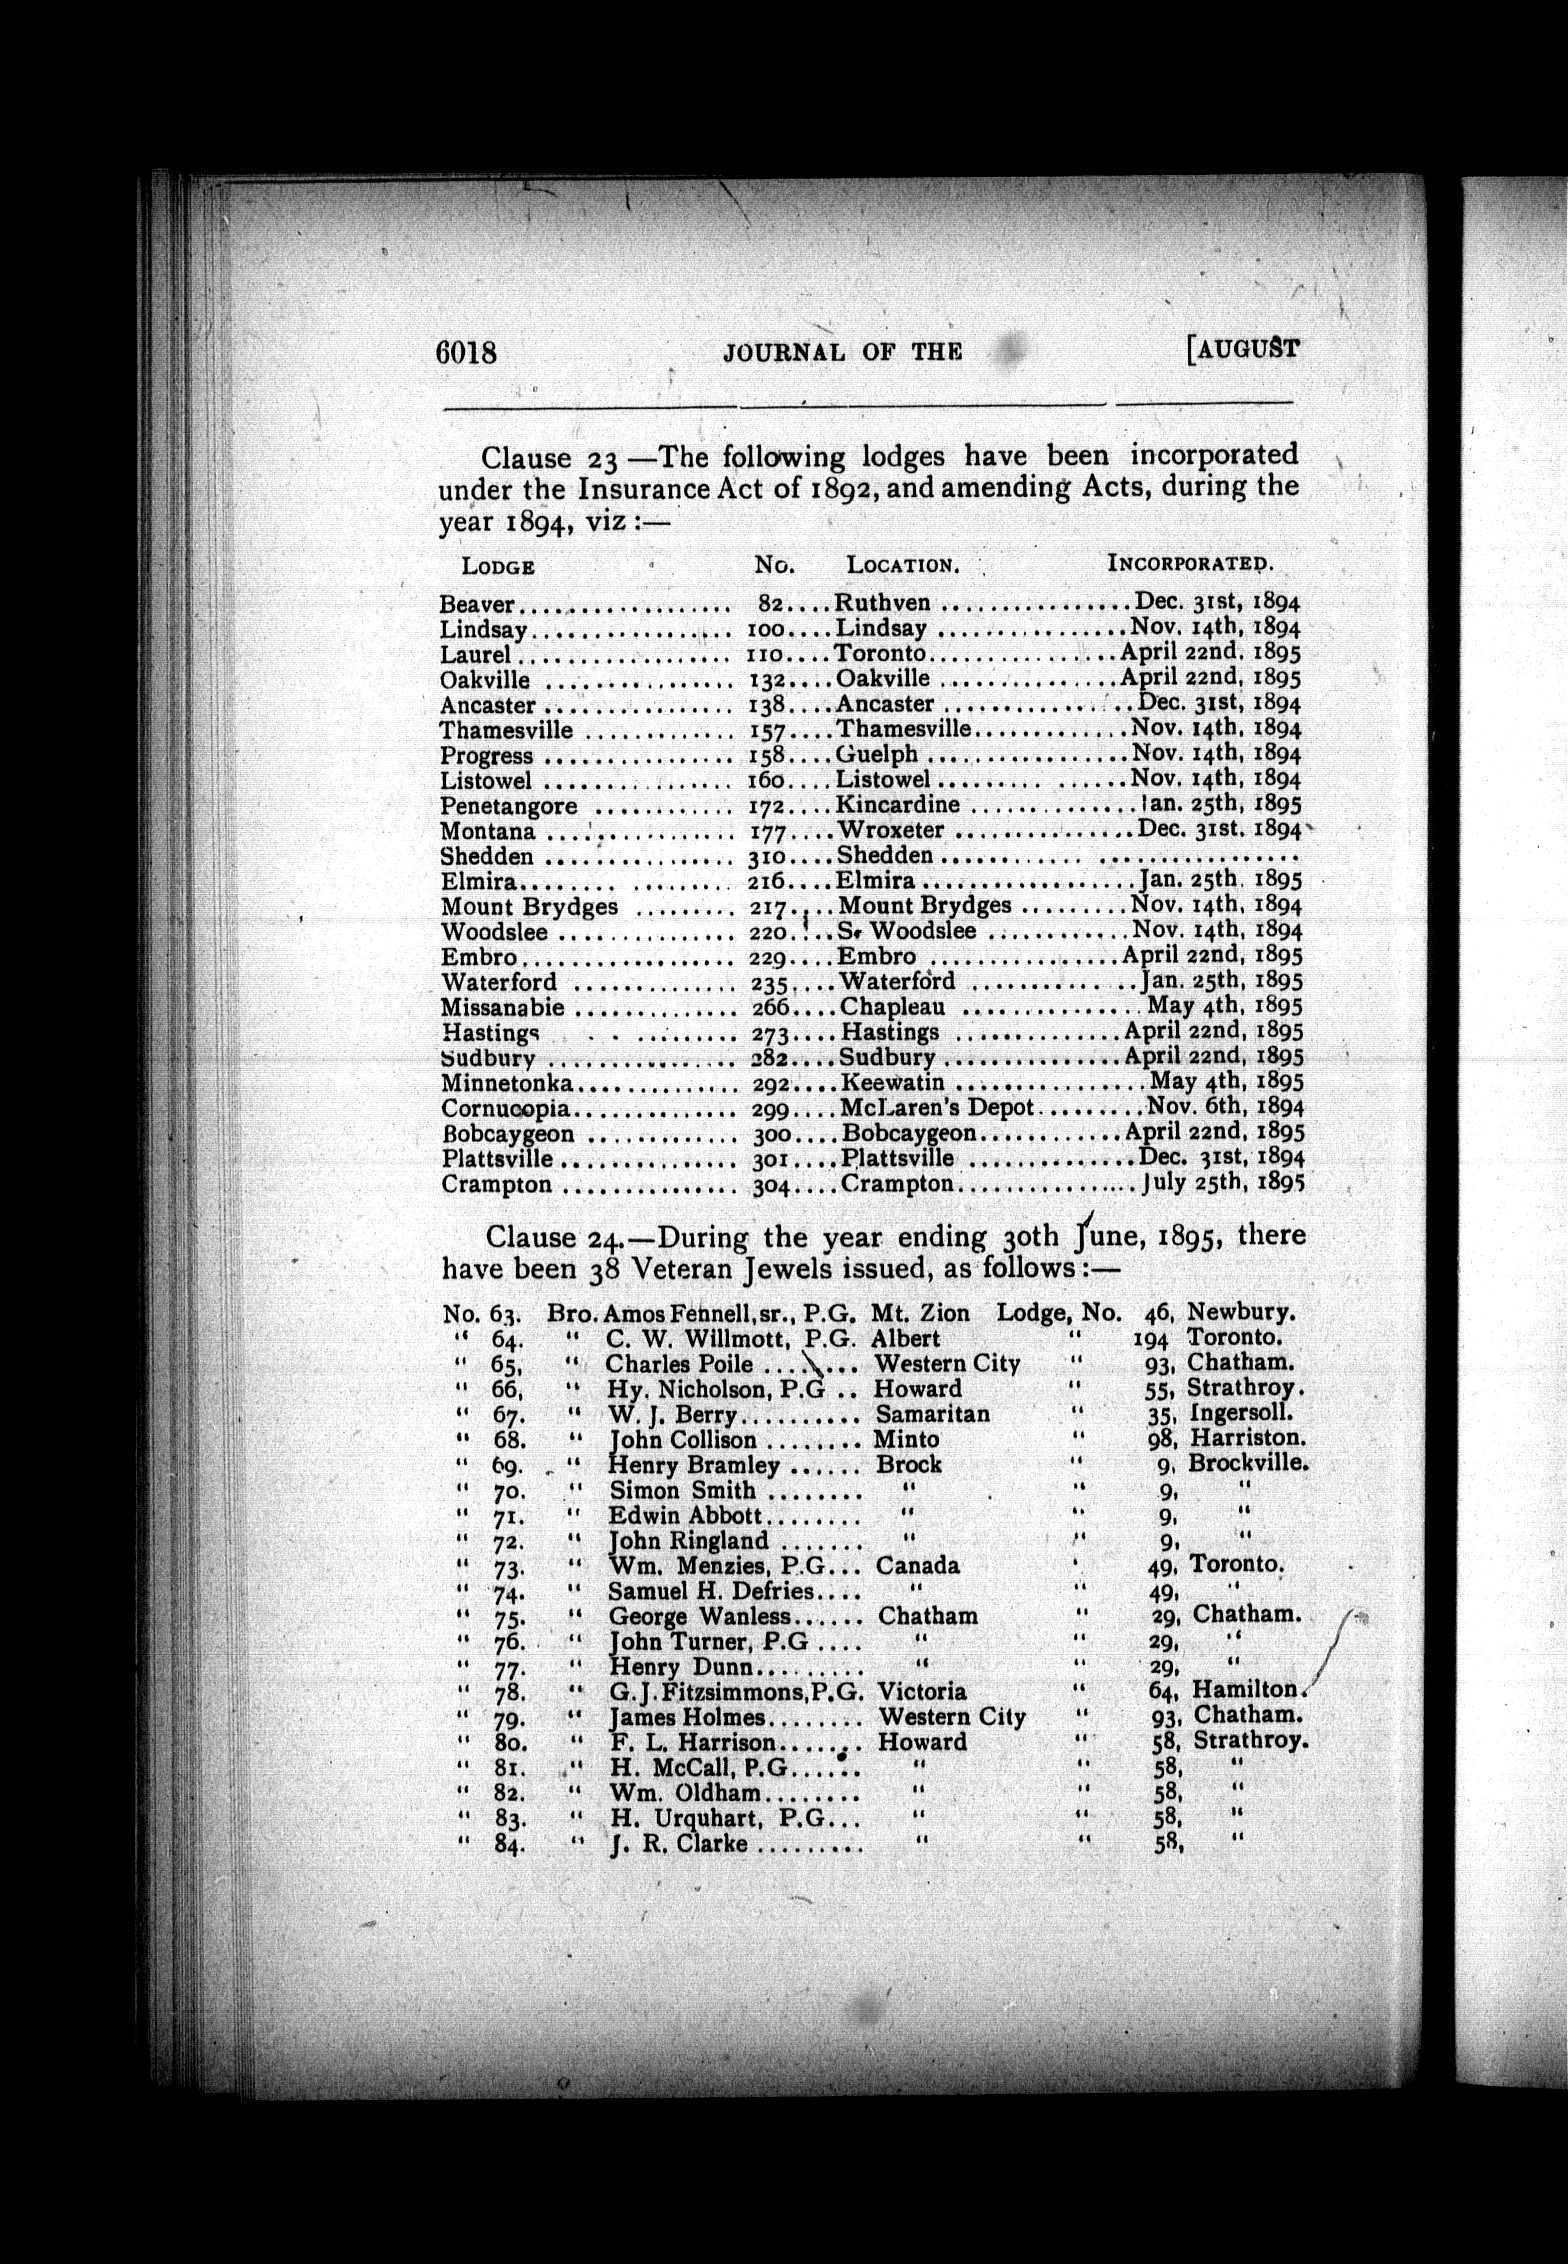 6018 JOURNAL OF THE [AUGUST
Clause 23 —The following lodges have been incorporated
under the Insurance Act of 1892, and amending Acts, during the
year 1894, viz :—
LODGE No. LOCATION. INCORPORATED.
Beaver.................. 82....Ruthven ................Dec. 31st, 1894
Lindsay................. 100....Lindsay ................Nov. 14th, 1894
Laurel.................. 110....Toronto................April 22nd. 1895
Oakville ................ 132....Oakville ...............April 22nd, 1895
Ancaster ................ 138....Ancaster ................Dec. 31st, 1894
Thamesville ............. 157....Thamesville.............Nov. 14th, 1894
Progress ................ 158....Guelph .................Nov. 14th, 1894
Listowel ................ 160....Listowel................Nov. 14th, 1894
Penetangore ............ 172....Kincardine ..............Jan. 25th, 1895
Montana ................ 177....Wroxeter ...............Dec. 31st. 1894
Shedden ................ 310....Shedden............ .................
Elmira........ ......... 216....Elmira..................Jan. 25th, 1895
Mount Brydges ......... 217....Mount Brydges .........Nov. 14th, 1894
Woodslee ............... 220....S. Woodslee ............Nov. 14th, 1894
Embro.................. 229....Embro ................April 22nd, 1895
Waterford .............. 235....Waterford ..............Jan. 25th, 1895
Missanabie .............. 266....Chapleau ...............May 4th, 1895
Hastings . . ......... 273....Hastings ..............April 22nd, 1895
Sudbury ................ 282....Sudbury...............April 22nd, 1895
Minnetonka.............. 292....Keewatin ................May 4th, 1895
Cornucopia.............. 299....McLaren's Depot.........Nov. 6th, 1894
Bobcaygeon ............. 300....Bobcaygeon............April 22nd, 1895
Plattsville............... 301....Plattsville ..............Dec. 31st, 1894
Crampton ............... 304....Crampton................July 25th, 1895
Clause 24.—During the year ending 30th June, 1895, there
have been 38 Veteran Jewels issued, as follows :—
No. 63. Bro. Amos Fennell, sr., P.G. Mt. Zion Lodge, No. 46, Newbury.
" 64. " C. W. Willmott, P.G. Albert " 194 Toronto.
" 65, " Charles Poile ........ Western City " 93, Chatham.
" 66, " Hy. Nicholson, P.G .. Howard " 55, Strathroy.
" 67. " W. J. Berry.......... Samaritan " 35, Ingersoll.
" 68. " John Collison ........ Minto " 98, Harriston.
" 69. " Henry Bramley ...... Brock " 9, Brockville.
" 70. " Simon Smith ........ " " 9, "
" 71. " Edwin Abbott........ " " 9, "
" 72. " John Ringland ....... " " 9, "
" 73. " Wm. Menzies, P.G... Canada ' 49, Toronto.
" 74. " Samuel H. Defries.... " " 49, "
" 75. " George Wanless...... Chatham " 29, Chatham.
" 76. " John Turner, P.G .... " " 29, "
" 77. " Henry Dunn......... " " 29, "
" 78. " G. J. Fitzsimmons, P.G. Victoria " 64, Hamilton.
" 79. " James Holmes........ Western City " 93, Chatham.
" 80. " F. L. Harrison....... Howard " 58, Strathroy.
" 81. " H. McCall, P.G...... " " 58, "
" 82. " Wm. Oldham........ " " 58, "
" 83. " H. Urquhart, P.G... " " 58, "
" 84. " J. R. Clarke ......... " " 58, "